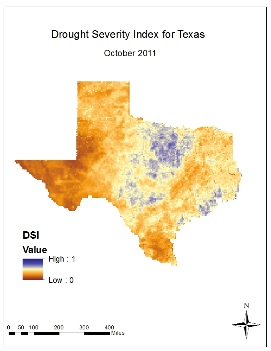 Drought Severity Index for Texas
October 2011
DSI
Value
High : 1
Low : 0
N
0 50 100 200 300 400
Miles